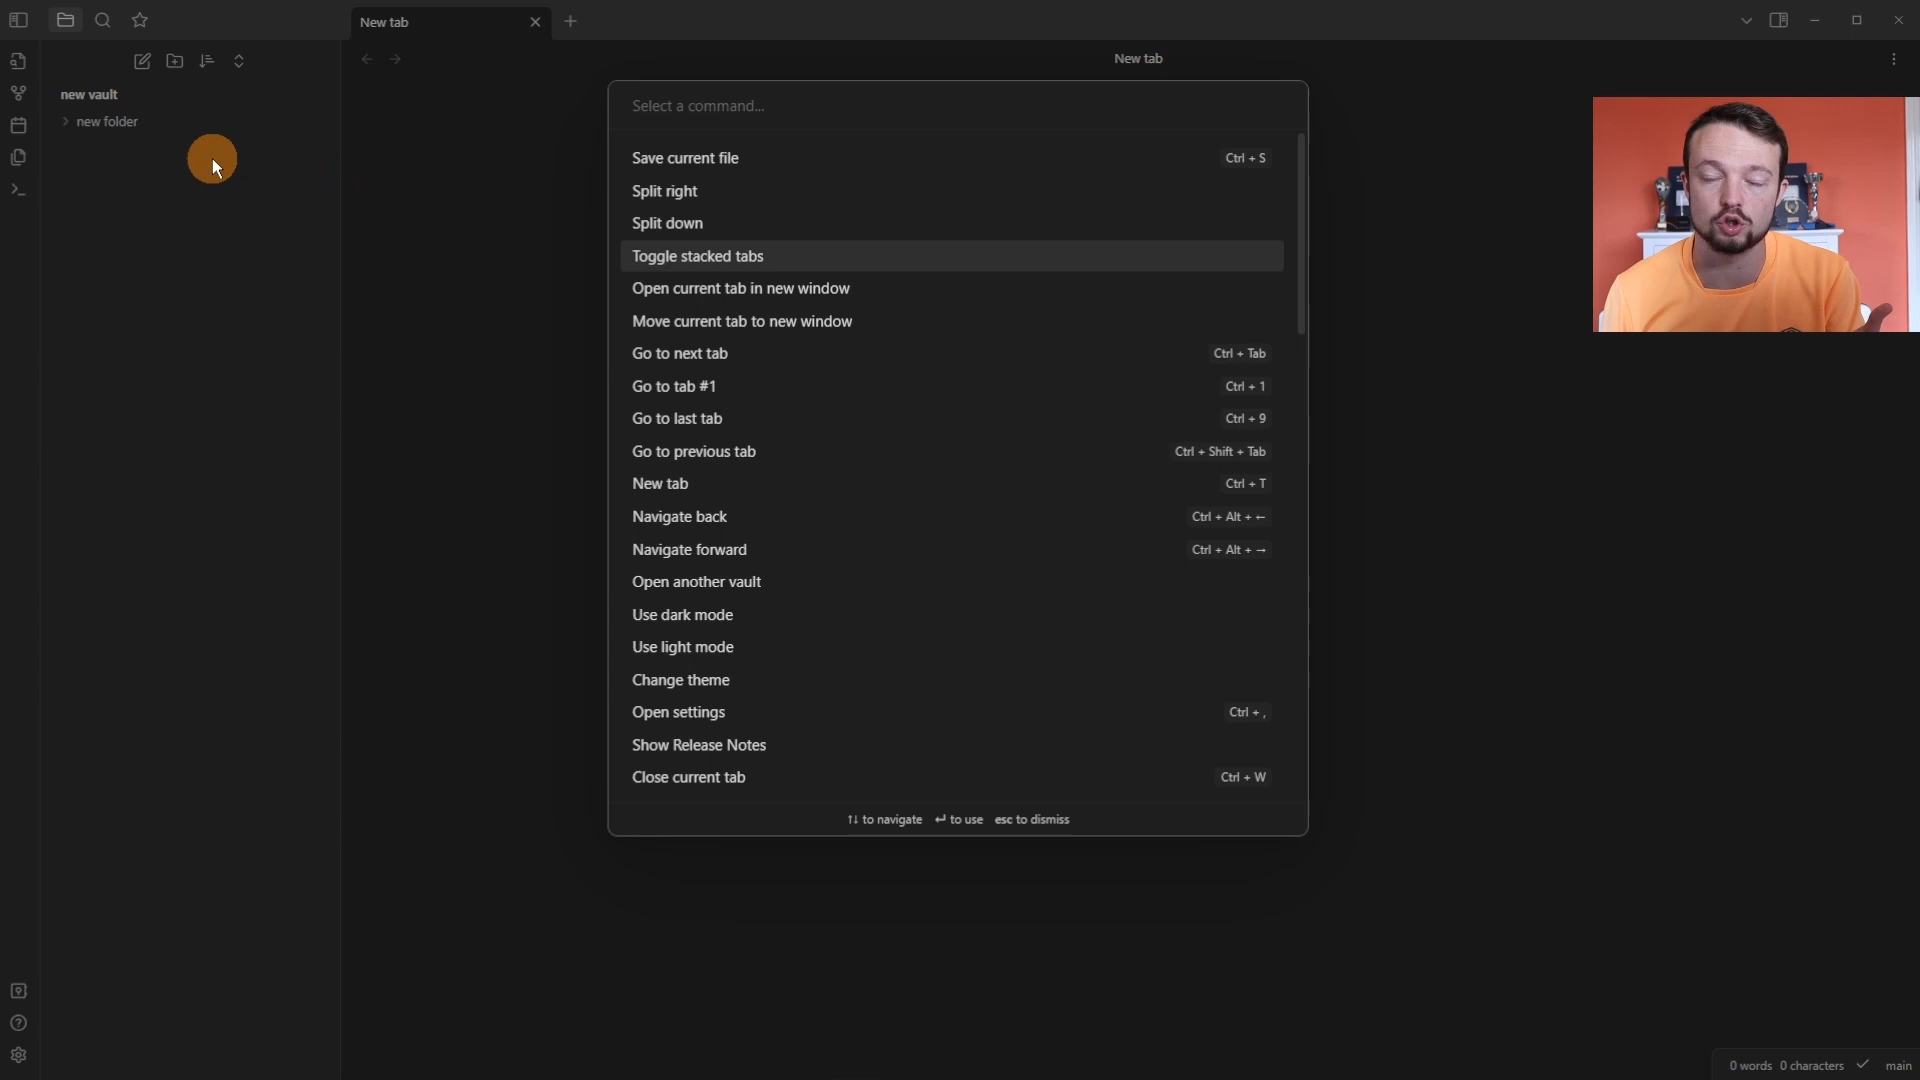 New tab
New tab
new vault
new folder
Select a command...
Save current file Ctrl + S
Split right
Split down
Toggle stacked tabs
Open current tab in new window
Move current tab to new window
Go to next tab Ctrl + Tab
Go to tab #1 Ctrl + 1
Go to last tab Ctrl + 9
Go to previous tab Ctrl + Shift + Tab
New tab Ctrl + T
Navigate back Ctrl + Alt + ←
Navigate forward Ctrl + Alt + →
Open another vault
Use dark mode
Use light mode
Change theme
Open settings Ctrl + ,
Show Release Notes
Close current tab Ctrl + W
↑↓ to navigate ↵ to use esc to dismiss
0 words 0 characters ✓ main